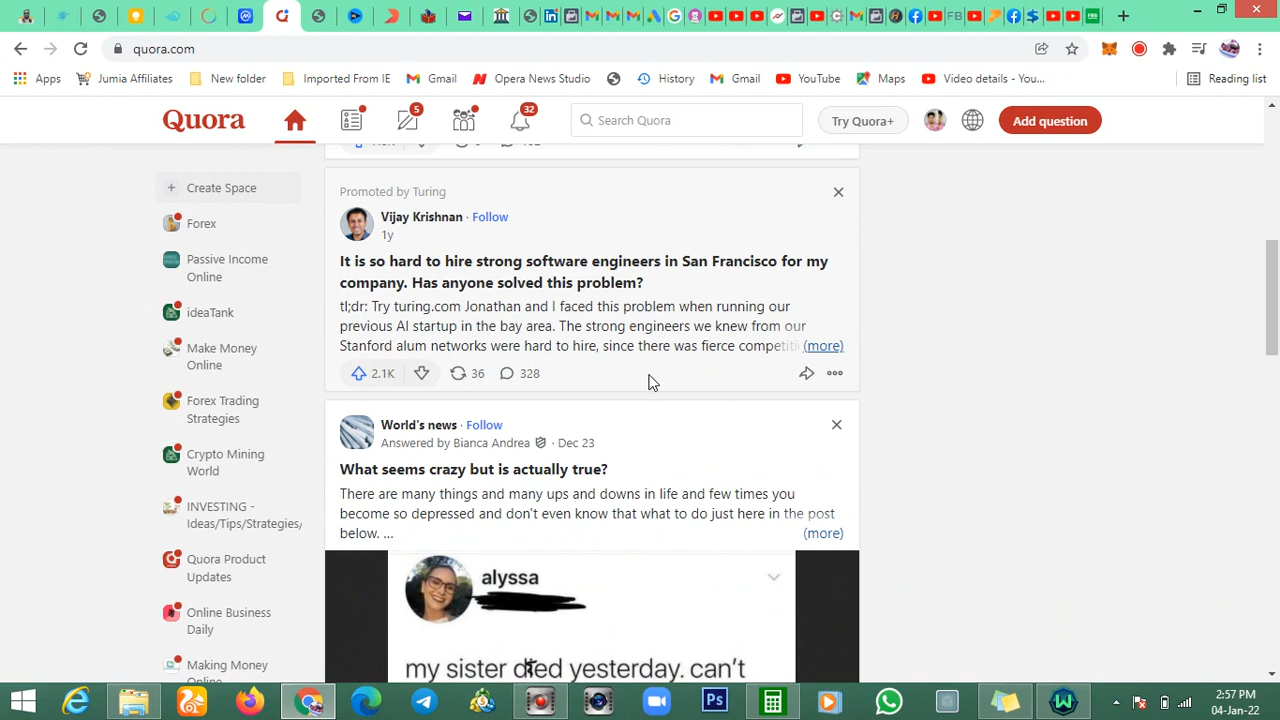 FB
FBS
quora.com
Apps
Jumia Affiliates
New folder
Imported From IE
Gmail
Opera News Studio
History
Gmail
YouTube
Maps
Video details - You...
Reading list
Quora
5
32
Search Quora
Try Quora+
Add question
Create Space
Forex
Passive Income
Online
ideaTank
Make Money
Online
Forex Trading
Strategies
Crypto Mining
World
INVESTING -
Ideas/Tips/Strategies/
Quora Product
Updates
Online Business
Daily
Making Money
Online
Promoted by Turing
Vijay Krishnan · Follow
1y
It is so hard to hire strong software engineers in San Francisco for my
company. Has anyone solved this problem?
tl;dr: Try turing.com Jonathan and I faced this problem when running our
previous AI startup in the bay area. The strong engineers we knew from our
Stanford alum networks were hard to hire, since there was fierce competiti (more)
2.1K 36 328
World's news · Follow
Answered by Bianca Andrea · Dec 23
What seems crazy but is actually true?
There are many things and many ups and downs in life and few times you
become so depressed and don't even know that what to do just here in the post
below. ... (more)
alyssa
my sister died yesterday. can't
Ps
2:57 PM
04-Jan-22